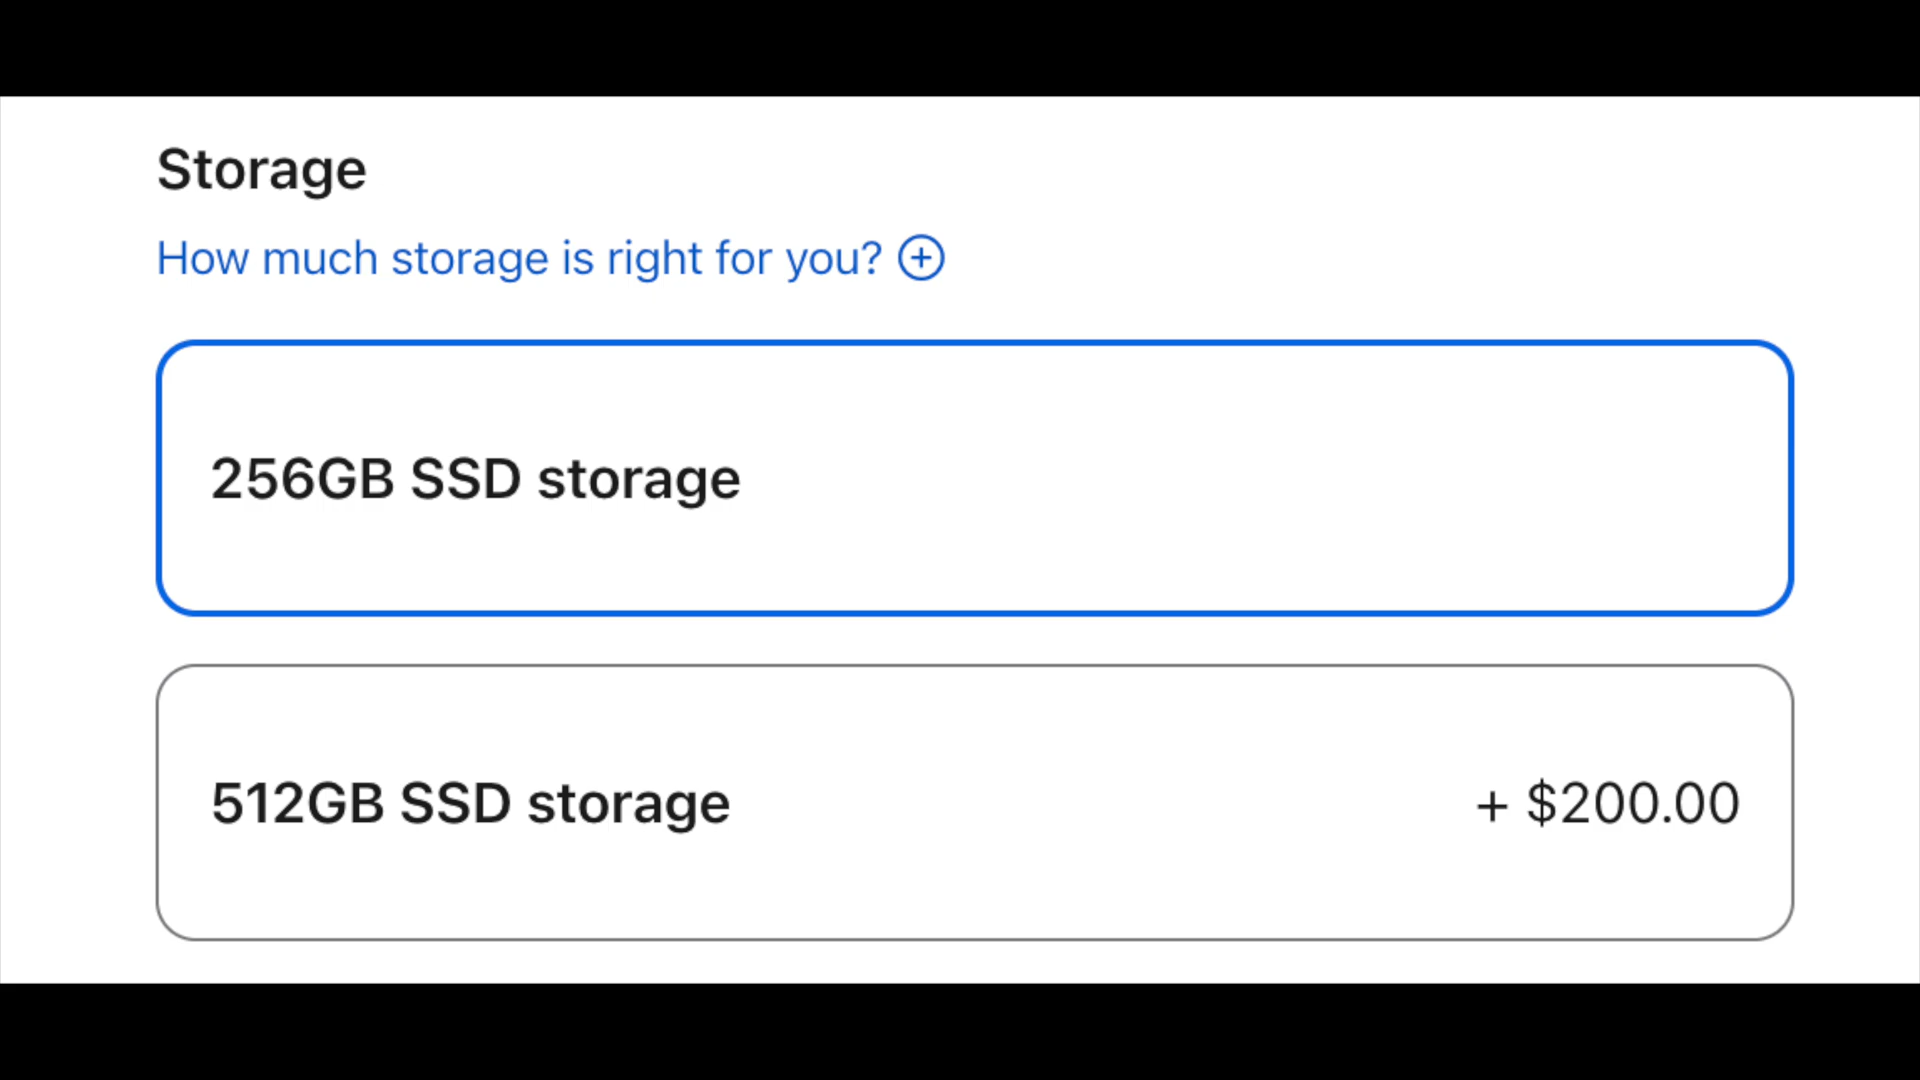 Storage
How much storage is right for you?
256GB SSD storage
512GB SSD storage + $200.00